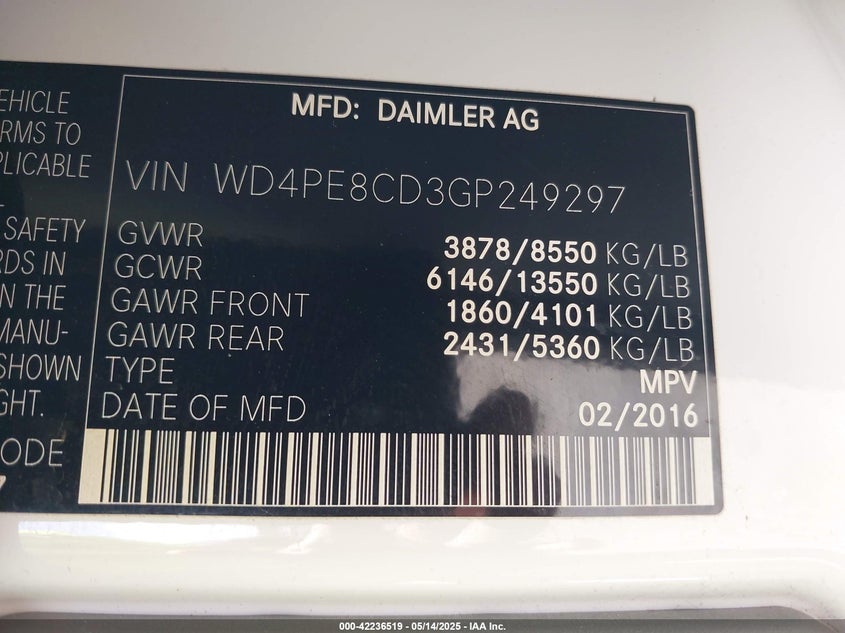 EHICLE
RMS TO
PLICABLE
SAFETY
RDS IN
N THE
MANU-
SHOWN
GHT.
ODE
MFD: DAIMLER AG
VIN WD4PE8CD3GP249297
GVWR 3878/8550 KG/LB
GCWR 6146/13550 KG/LB
GAWR FRONT 1860/4101 KG/LB
GAWR REAR 2431/5360 KG/LB
TYPE MPV
DATE OF MFD 02/2016
000-42236519 - 05/14/2025 - IAA Inc.